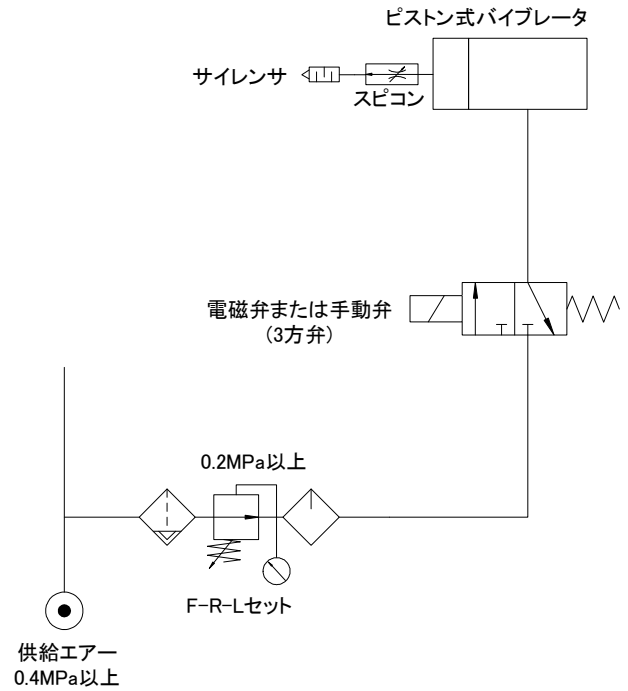 ピストン式バイブレータ
サイレンサ
スピコン
電磁弁または手動弁
(3方弁)
0.2MPa以上
F-R-Lセット
供給エアー
0.4MPa以上